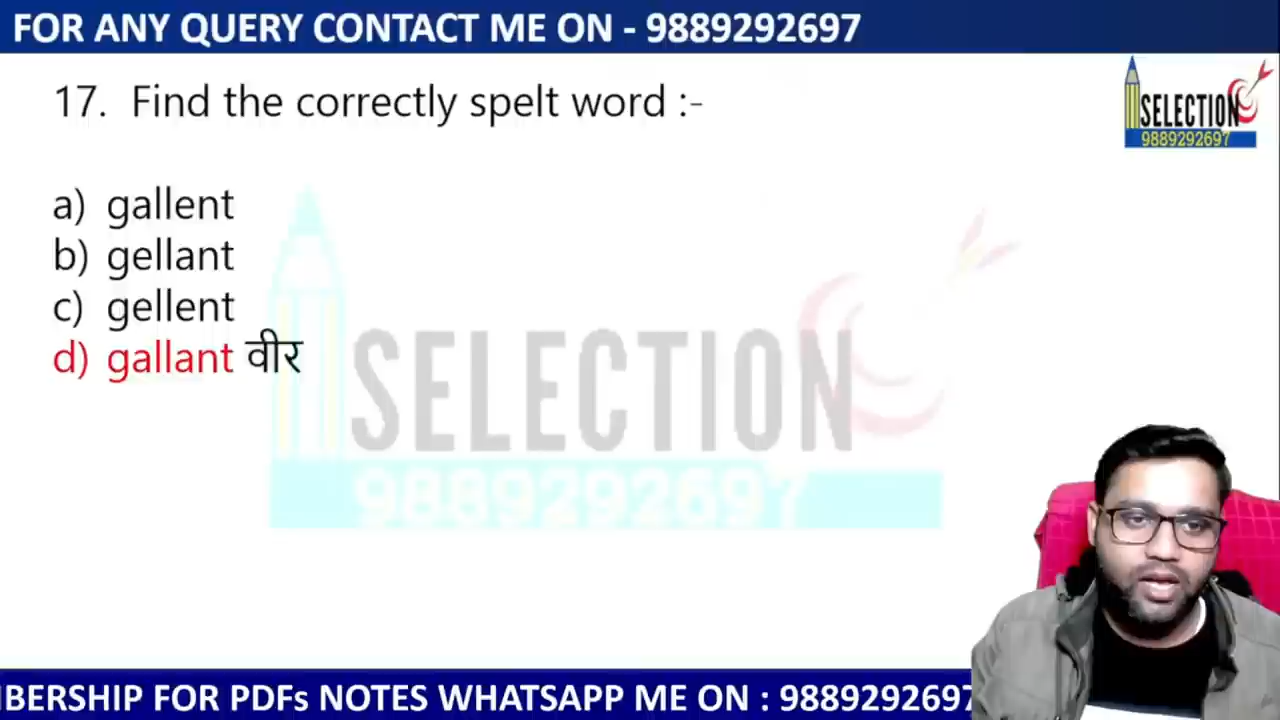 FOR ANY QUERY CONTACT ME ON - 9889292697
SELECTION
9889292697
17. Find the correctly spelt word :-
a) gallent
b) gellant
c) gellent
d) gallant वीर
SELECTION
9889292697
BERSHIP FOR PDFs NOTES WHATSAPP ME ON : 9889292697